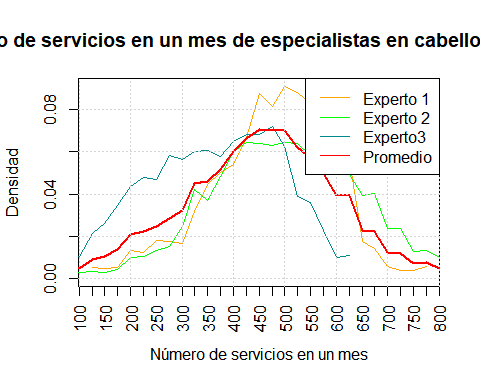 o de servicios en un mes de especialistas en cabello
Densidad
0.08
0.04
0.00
Experto 1
Experto 2
Experto3
Promedio
100 150 200 250 300 350 400 450 500 550 600 650 700 750 800
Número de servicios en un mes